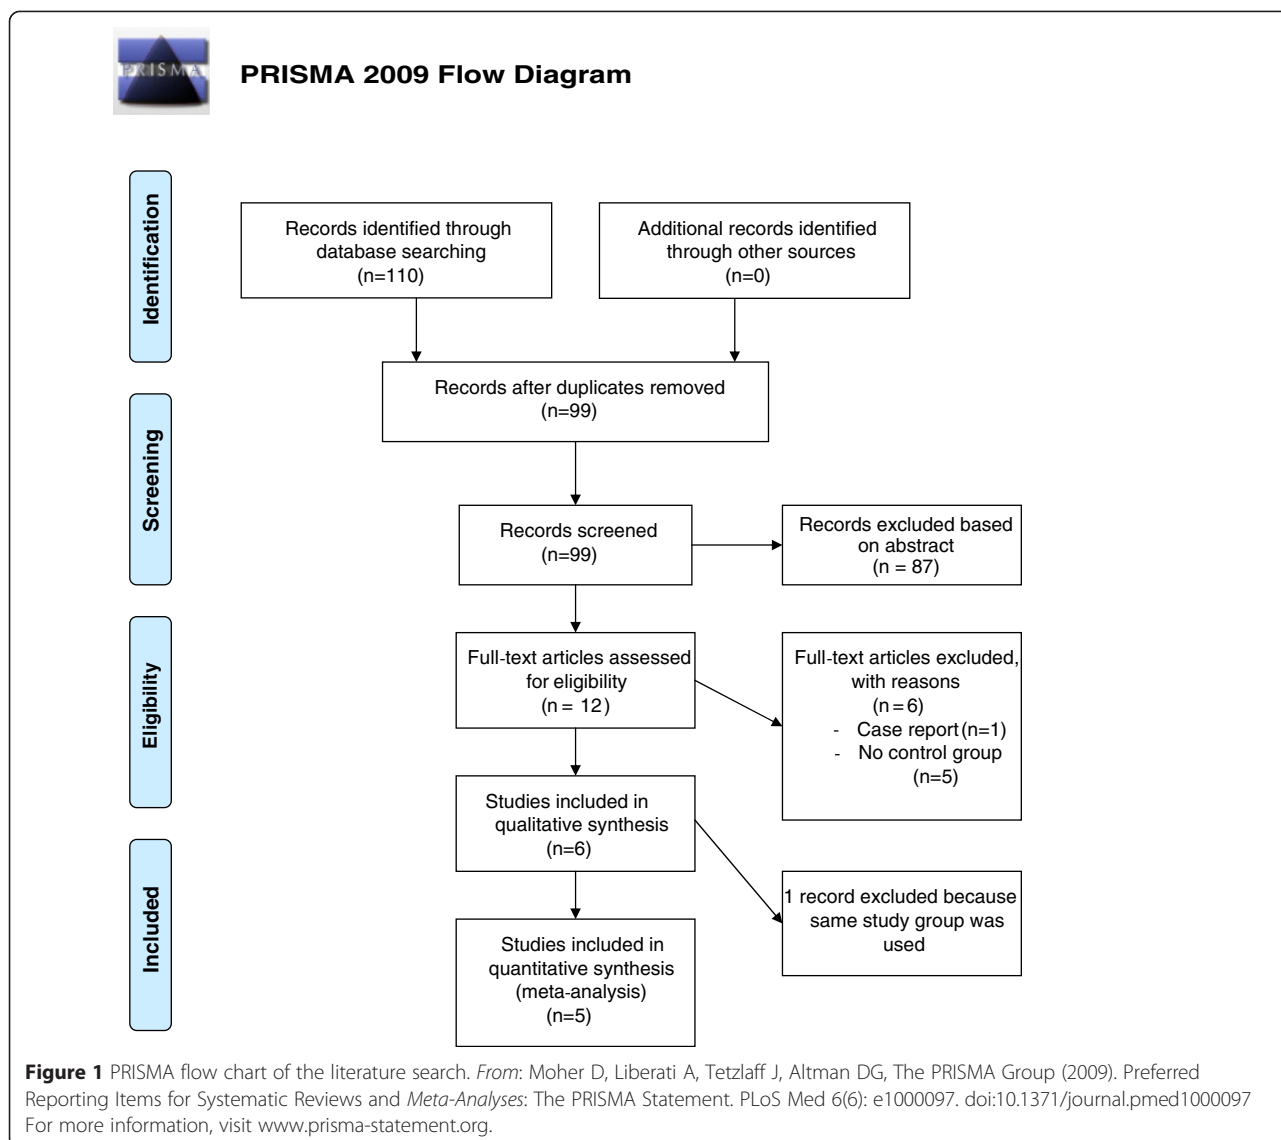 PRISMA
PRISMA 2009 Flow Diagram
Identification
Records identified through
database searching
(n=110)
Additional records identified
through other sources
(n=0)
Records after duplicates removed
(n=99)
Screening
Records screened
(n=99)
Records excluded based
on abstract
(n = 87)
Eligibility
Full-text articles assessed
for eligibility
(n = 12)
Full-text articles excluded,
with reasons
(n=6)
- Case report (n=1)
- No control group
(n=5)
Studies included in
qualitative synthesis
(n=6)
Included
1 record excluded because
same study group was
used
Studies included in
quantitative synthesis
(meta-analysis)
(n=5)
Figure 1 PRISMA flow chart of the literature search. From: Moher D, Liberati A, Tetzlaff J, Altman DG, The PRISMA Group (2009). Preferred
Reporting Items for Systematic Reviews and Meta-Analyses: The PRISMA Statement. PLoS Med 6(6): e1000097. doi:10.1371/journal.pmed1000097
For more information, visit www.prisma-statement.org.